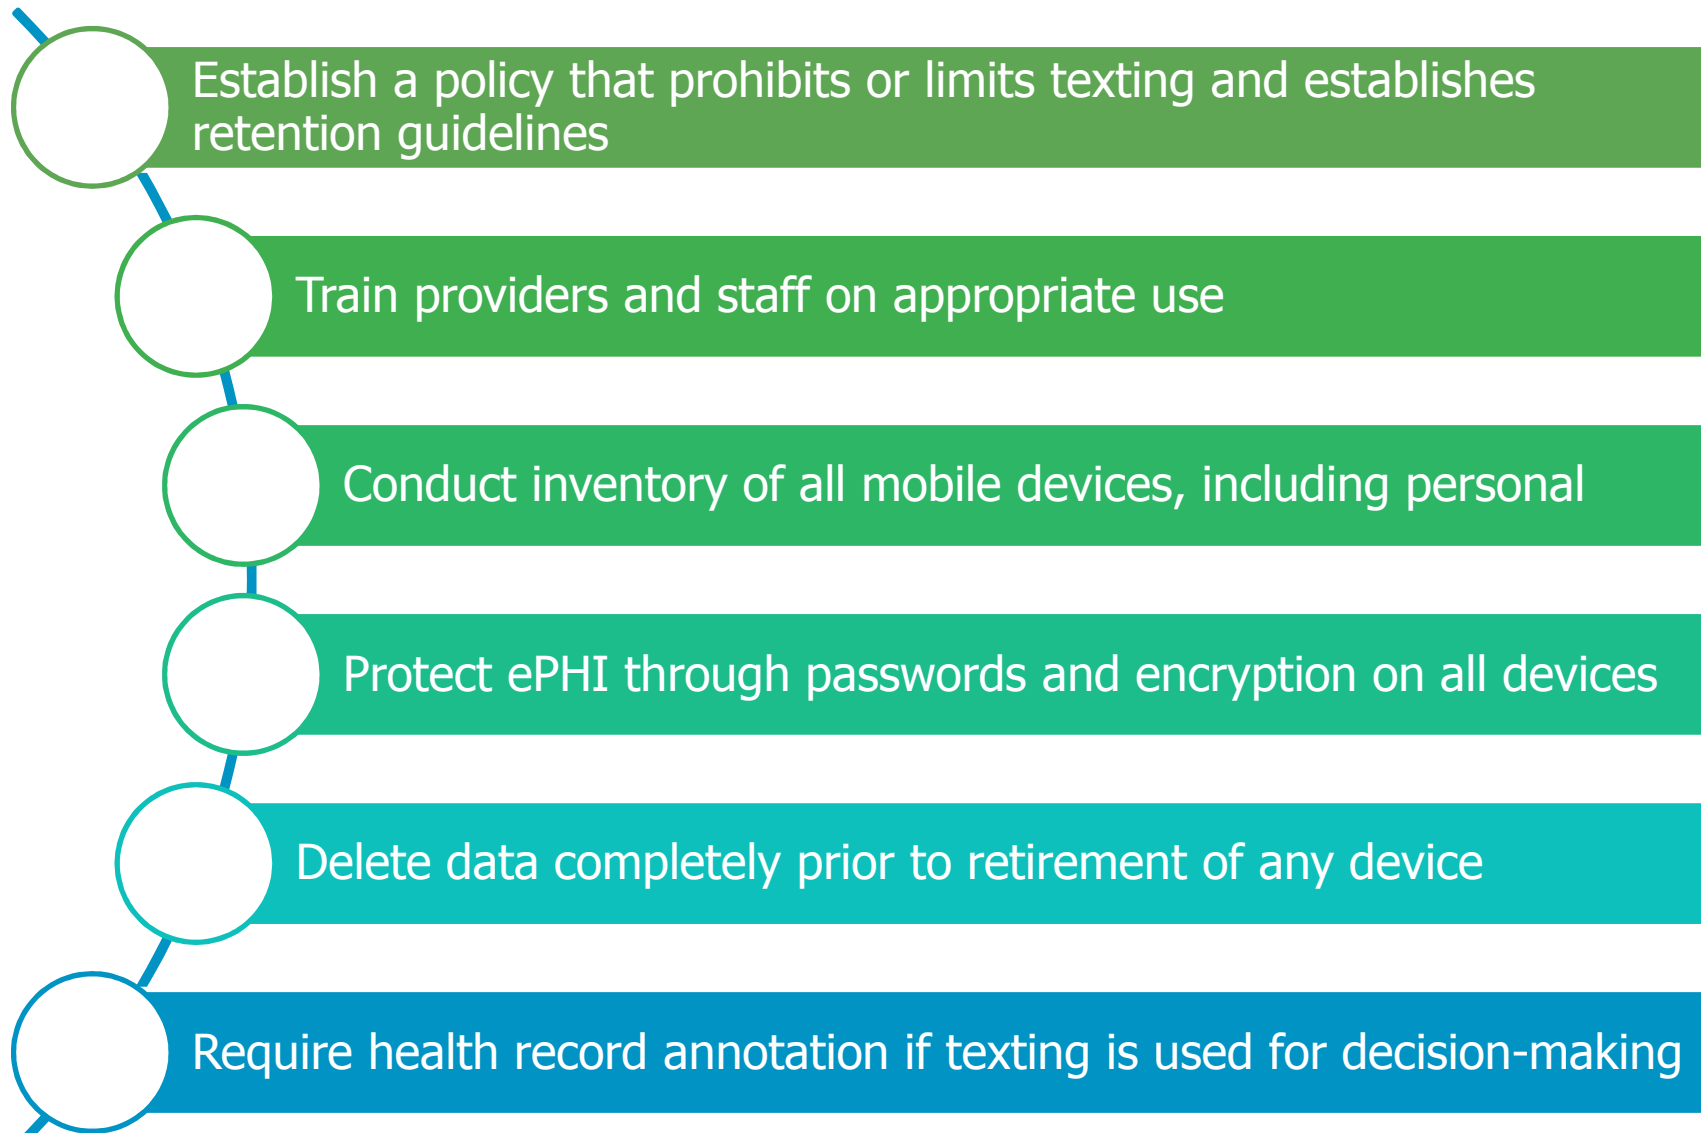 Establish a policy that prohibits or limits texting and establishes
retention guidelines
Train providers and staff on appropriate use
Conduct inventory of all mobile devices, including personal
Protect ePHI through passwords and encryption on all devices
Delete data completely prior to retirement of any device
Require health record annotation if texting is used for decision-making